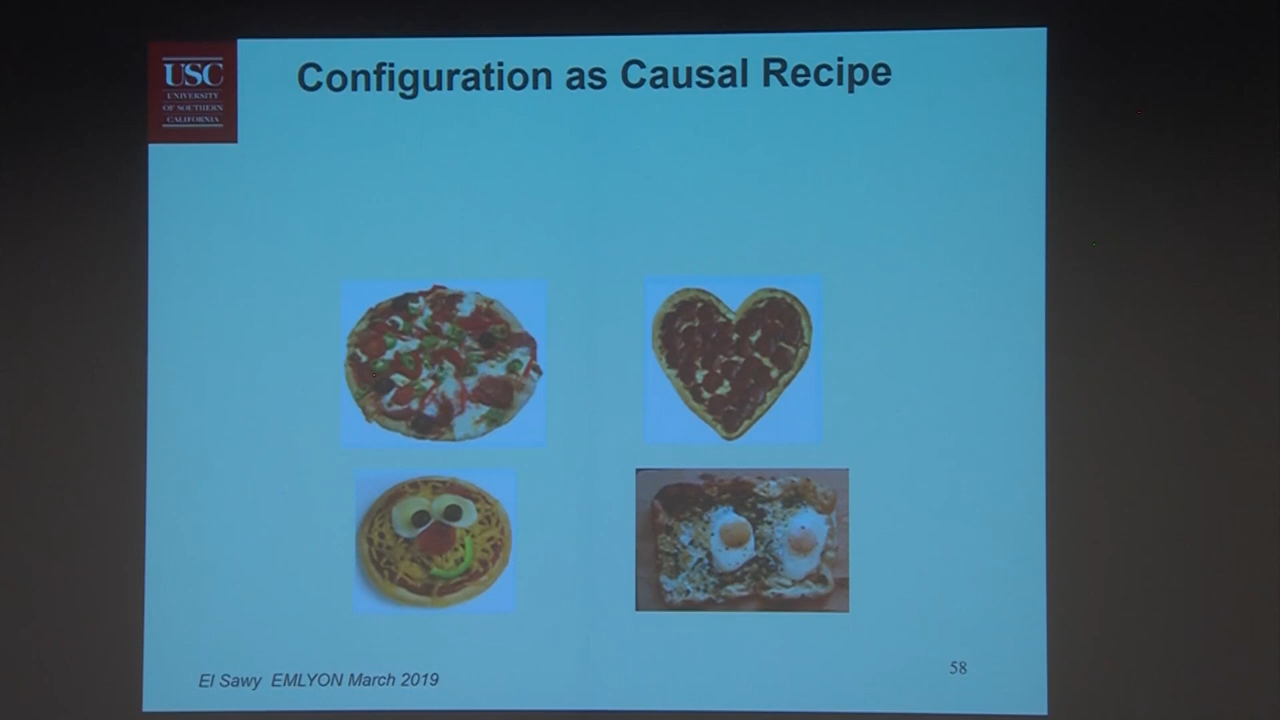 USC
UNIVERSITY
OF SOUTHERN
CALIFORNIA
Configuration as Causal Recipe
El Sawy EMLYON March 2019
58